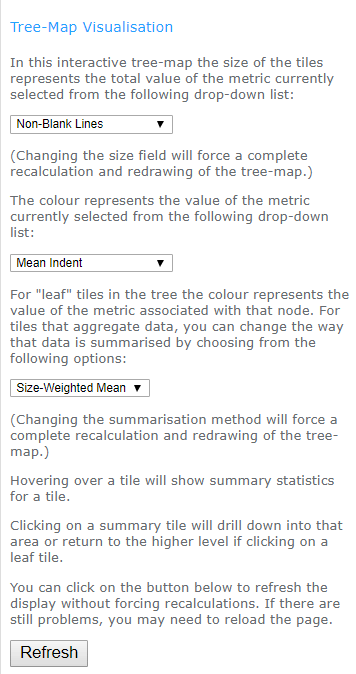 Tree-Map Visualisation
In this interactive tree-map the size of the tiles
represents the total value of the metric currently
selected from the following drop-down list:
Non-Blank Lines ▼
(Changing the size field will force a complete
recalculation and redrawing of the tree-map.)
The colour represents the value of the metric
currently selected from the following drop-down
list:
Mean Indent ▼
For "leaf" tiles in the tree the colour represents the
value of the metric associated with that node. For
tiles that aggregate data, you can change the way
that data is summarised by choosing from the
following options:
Size-Weighted Mean ▼
(Changing the summarisation method will force a
complete recalculation and redrawing of the tree-
map.)
Hovering over a tile will show summary statistics
for a tile.
Clicking on a summary tile will drill down into that
area or return to the higher level if clicking on a
leaf tile.
You can click on the button below to refresh the
display without forcing recalculations. If there are
still problems, you may need to reload the page.
Refresh